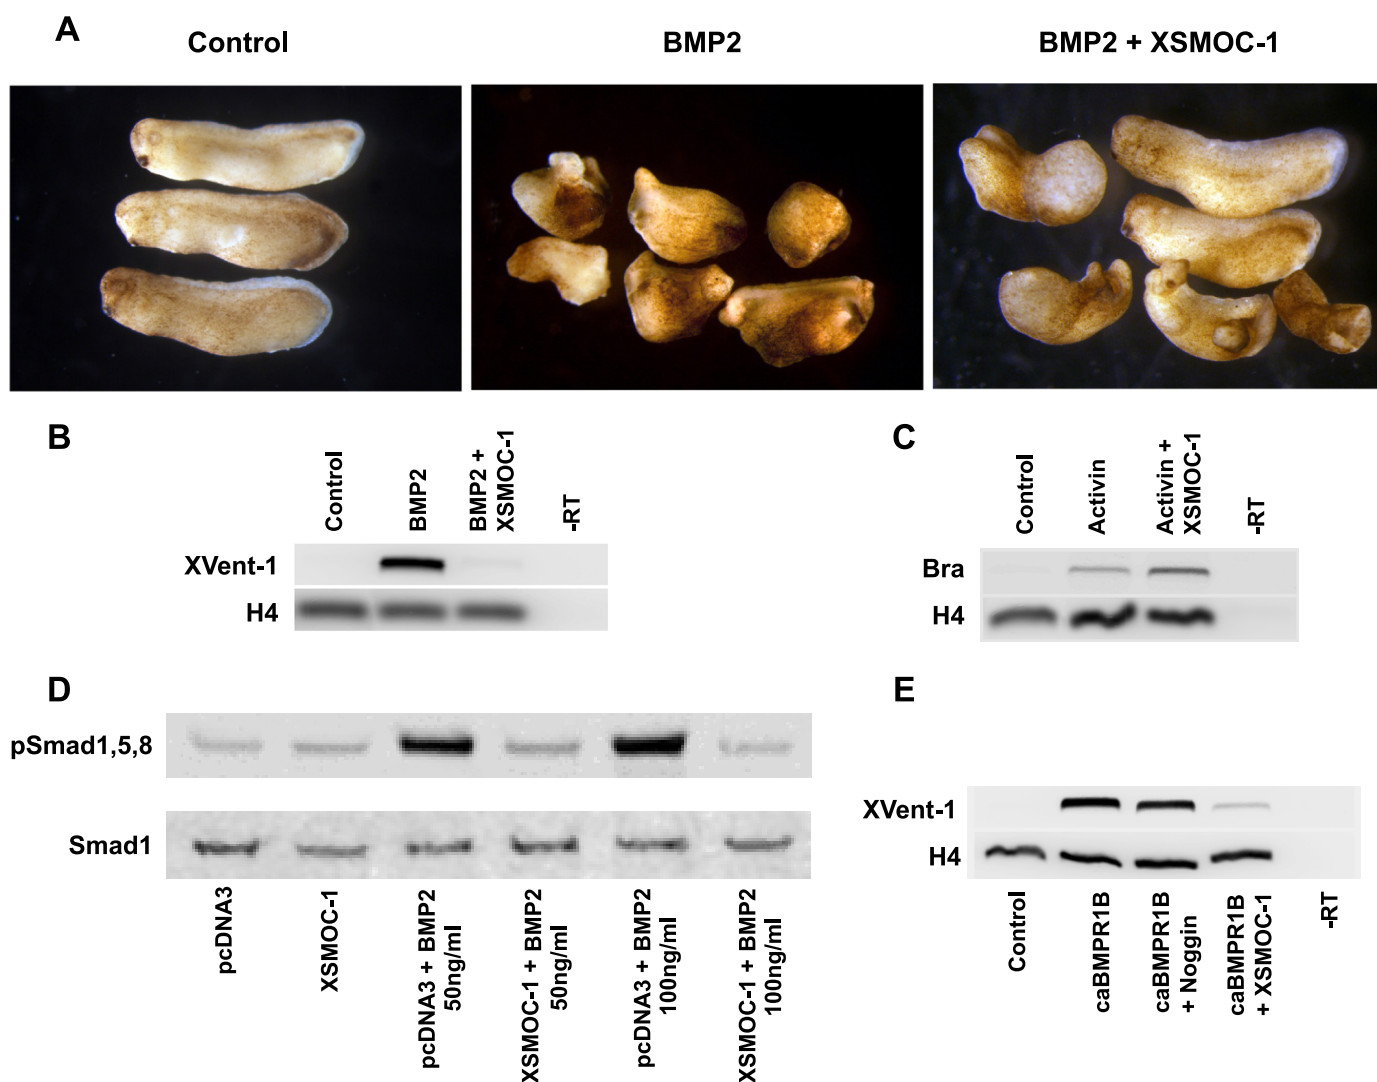 A
Control
BMP2
BMP2 + XSMOC-1
B
Control
BMP2
BMP2 +
XSMOC-1
-RT
XVent-1
H4
C
Control
Activin
Activin +
XSMOC-1
-RT
Bra
H4
D
pSmad1,5,8
Smad1
pcDNA3
XSMOC-1
pcDNA3 + BMP2
50ng/ml
XSMOC-1 + BMP2
50ng/ml
pcDNA3 + BMP2
100ng/ml
XSMOC-1 + BMP2
100ng/ml
E
XVent-1
H4
Control
caBMPR1B
caBMPR1B
+ Noggin
caBMPR1B
+ XSMOC-1
-RT